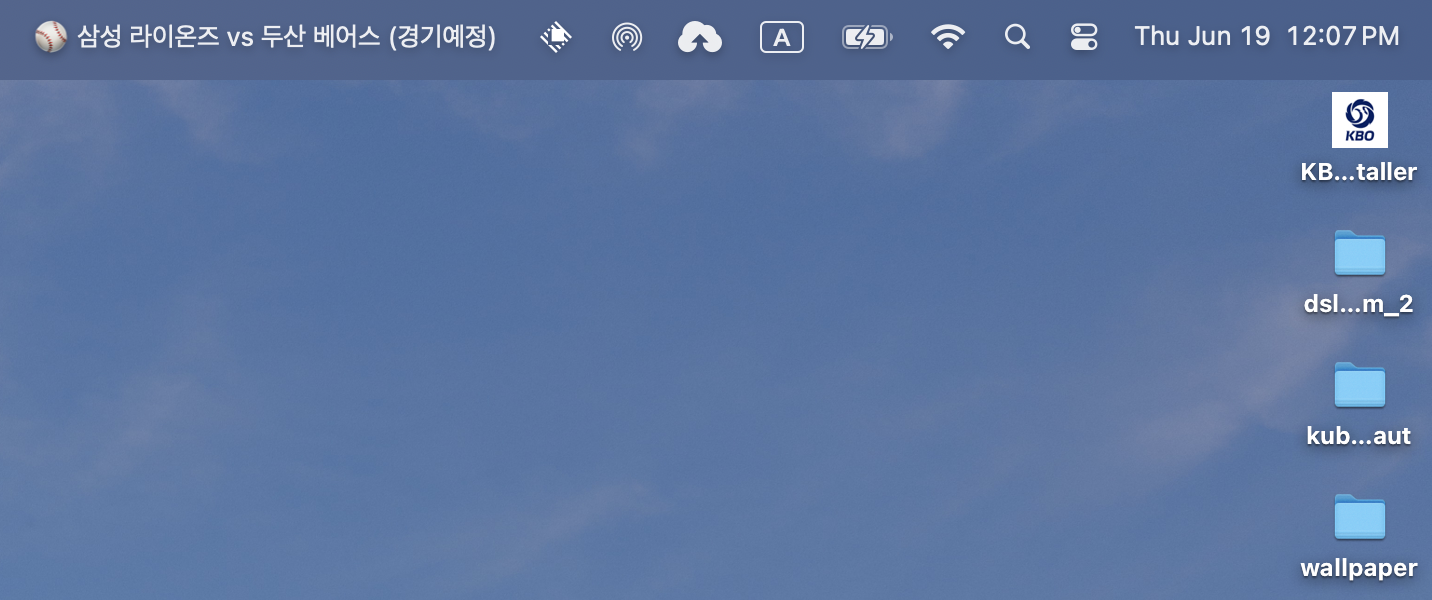 삼성 라이온즈 vs 두산 베어스 (경기예정) A Thu Jun 19 12:07 PM
KBO
KB...taller
dsl...m_2
kub...aut
wallpaper